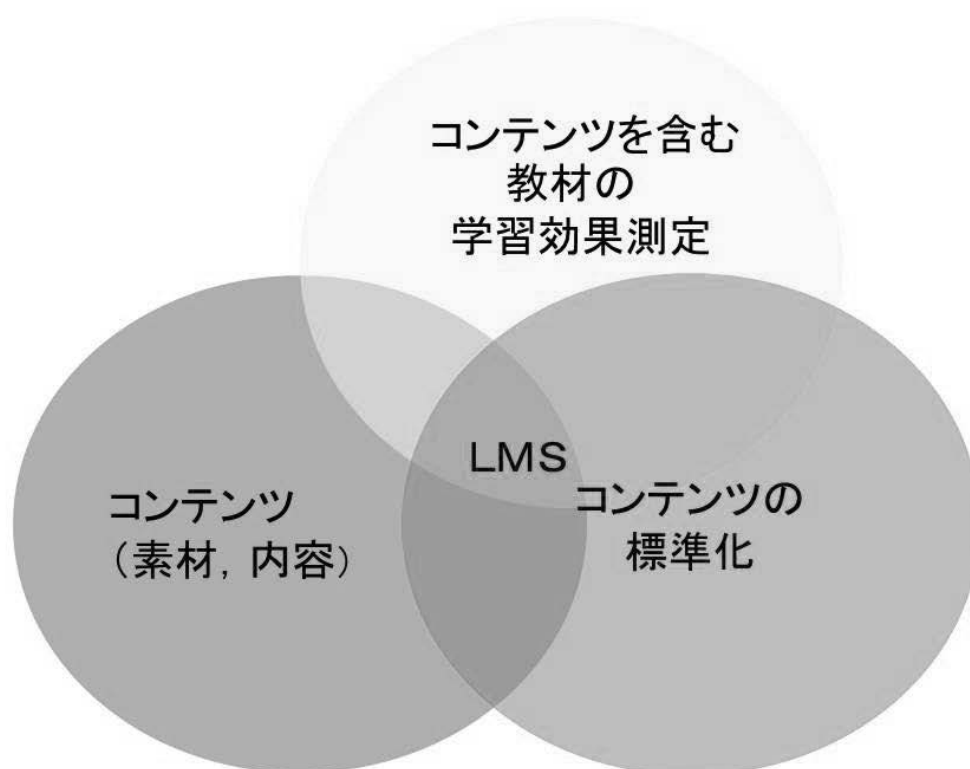 コンテンツを含む
教材の
学習効果測定
LMS
コンテンツ
（素材，内容）
コンテンツの
標準化